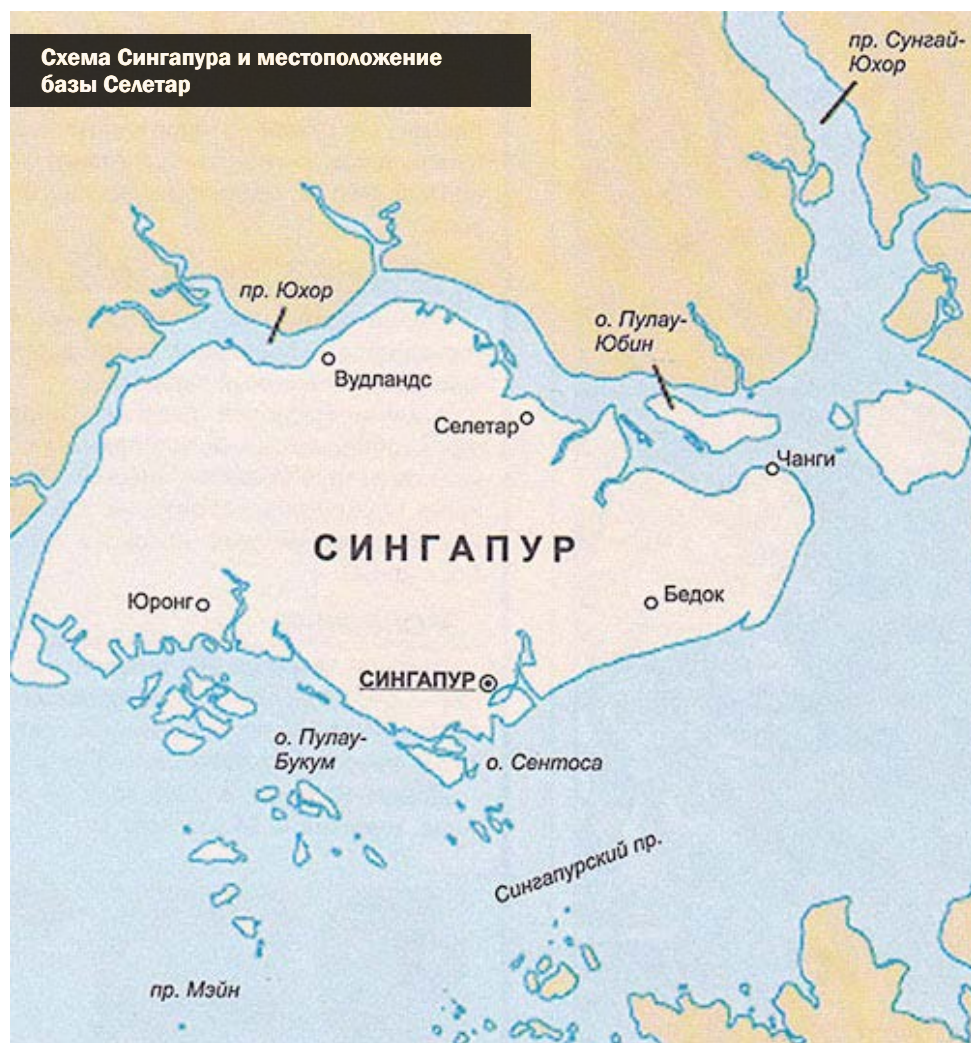 Схема Сингапура и местоположение
базы Селетар
пр. Сунгай-
Юхор
пр. Юхор
о. Пулау-
Юбин
Вудландс
Селетар
Чанги
СИНГАПУР
Юронг
Бедок
СИНГАПУР
о. Пулау-
Букум
о. Сентоса
Сингапурский пр.
пр. Мэйн